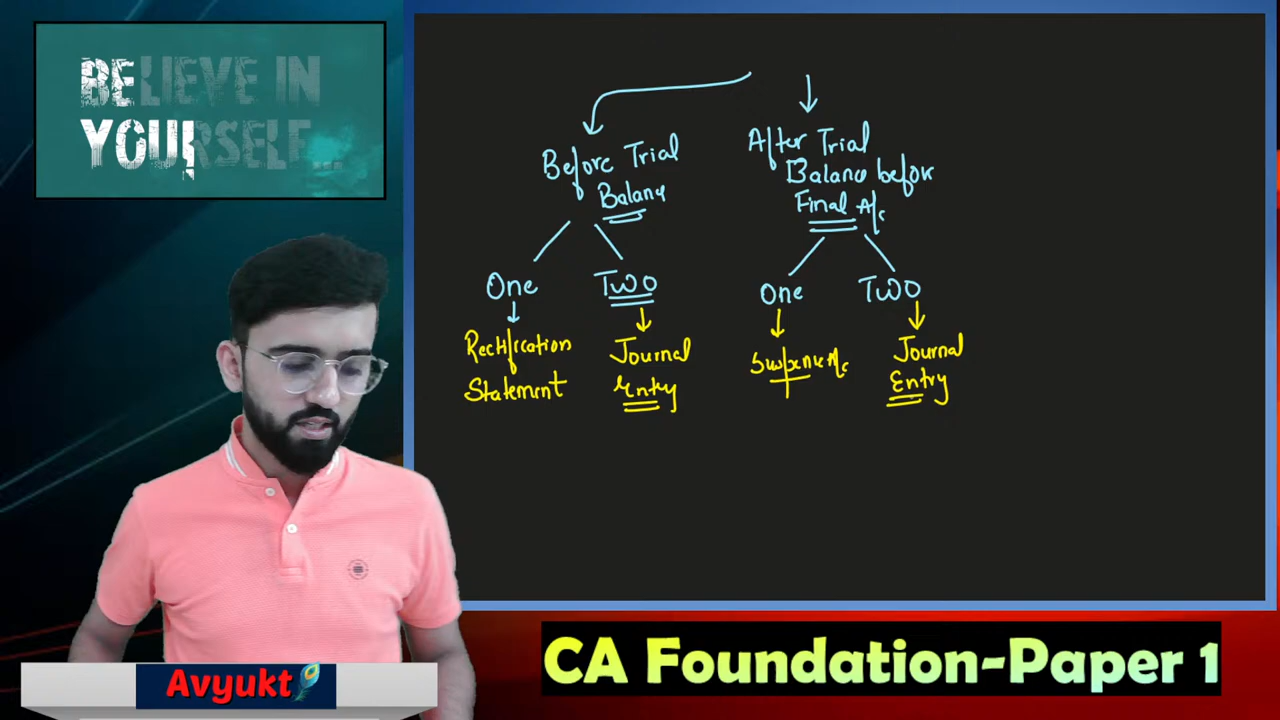 BELIEVE IN
YOURSELF...
Before Trial
Balance
After Trial
Balance before
Final A/c
One
Two
One
Two
Rectification
Statement
Journal
Entry
Suspense A/c
Journal
Entry
Avyukt
CA Foundation-Paper 1